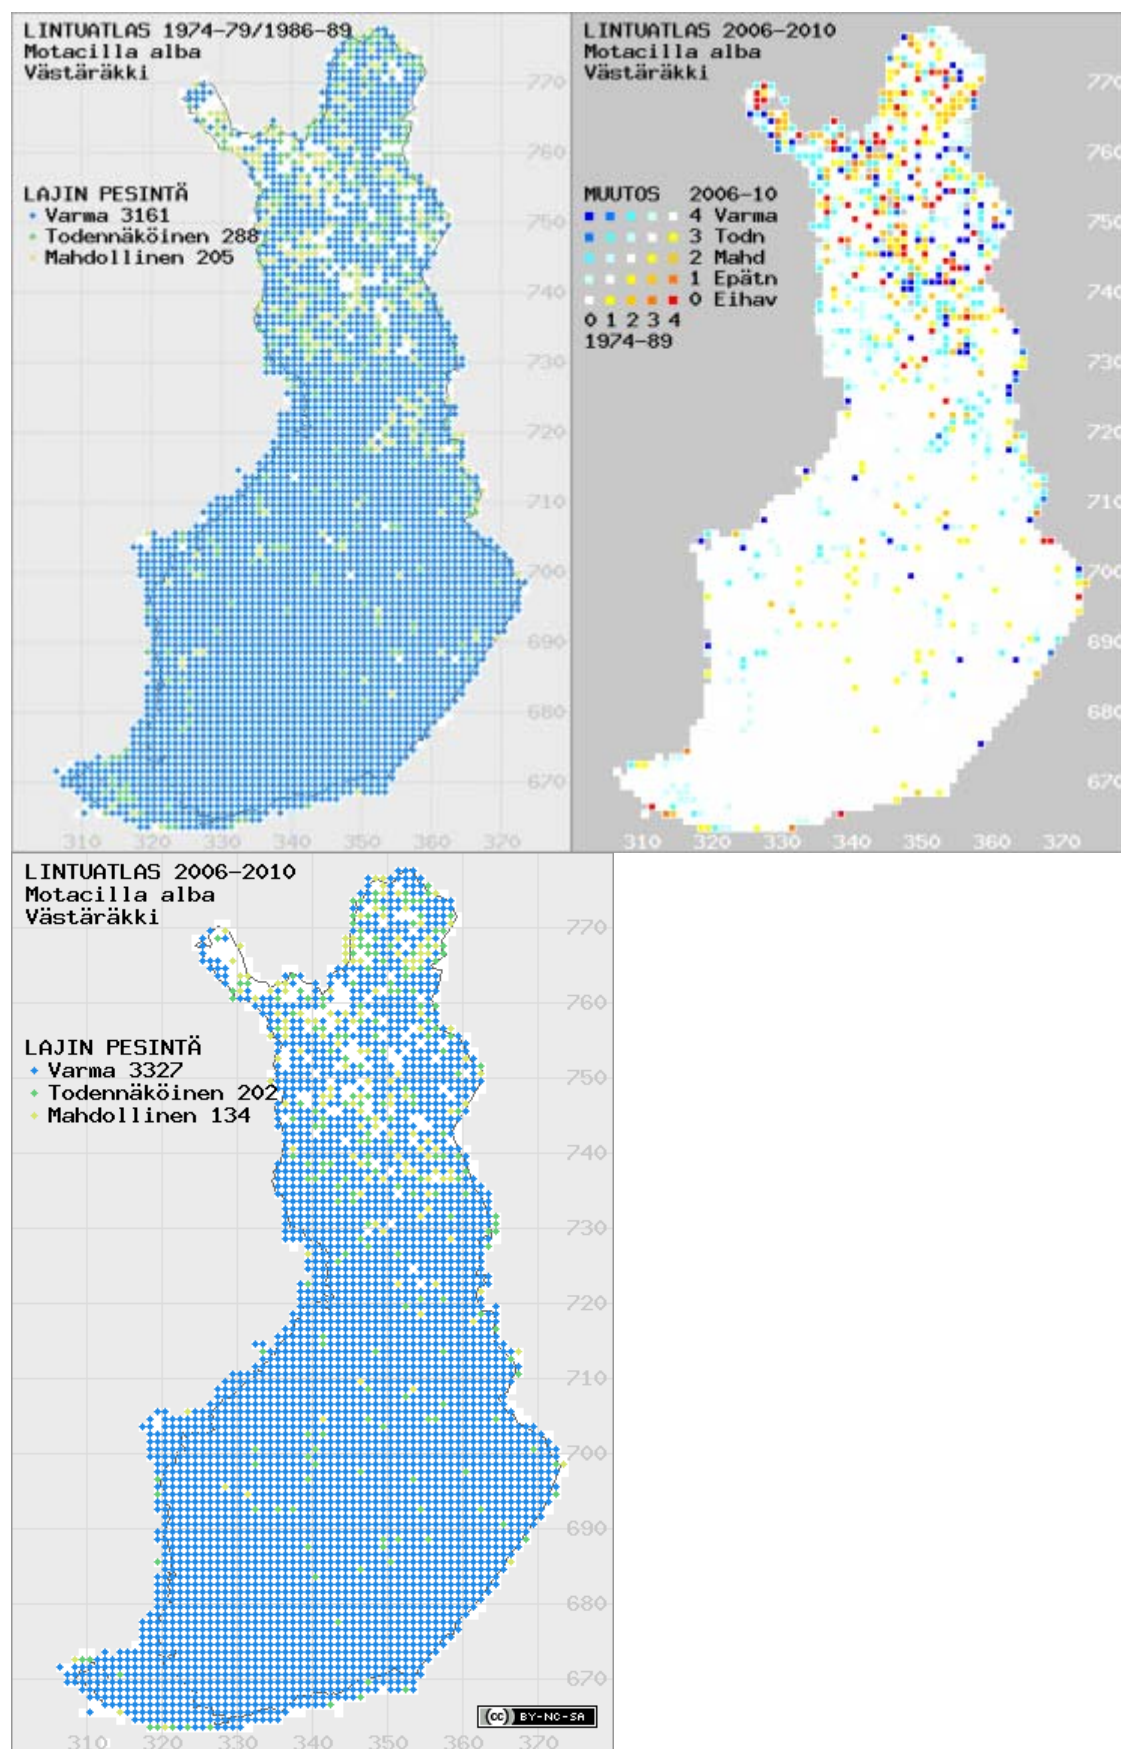 LINTUATLAS 1974-79/1986-89
Motacilla alba
Västäräkki
770
760
LAJIN PESINTÄ
Varma 3161
750
Todennäköinen 288
Mahdollinen 205
740
730
720
710
700
690
680
670
310 320 330 340 350 360 370
LINTUATLAS 2006-2010
Motacilla alba
Västäräkki
770
760
MUUTOS 2006-10
4 Varma
750
3 Todn
2 Mahd
1 Epätn
740
0 Eihav
0 1 2 3 4
1974-89
730
720
710
700
690
680
670
310 320 330 340 350 360 370
LINTUATLAS 2006-2010
Motacilla alba
Västäräkki
770
760
LAJIN PESINTÄ
Varma 3327
750
Todennäköinen 202
Mahdollinen 134
740
730
720
710
700
690
680
670
cc BY-NC-SA
310 320 330 340 350 360 370